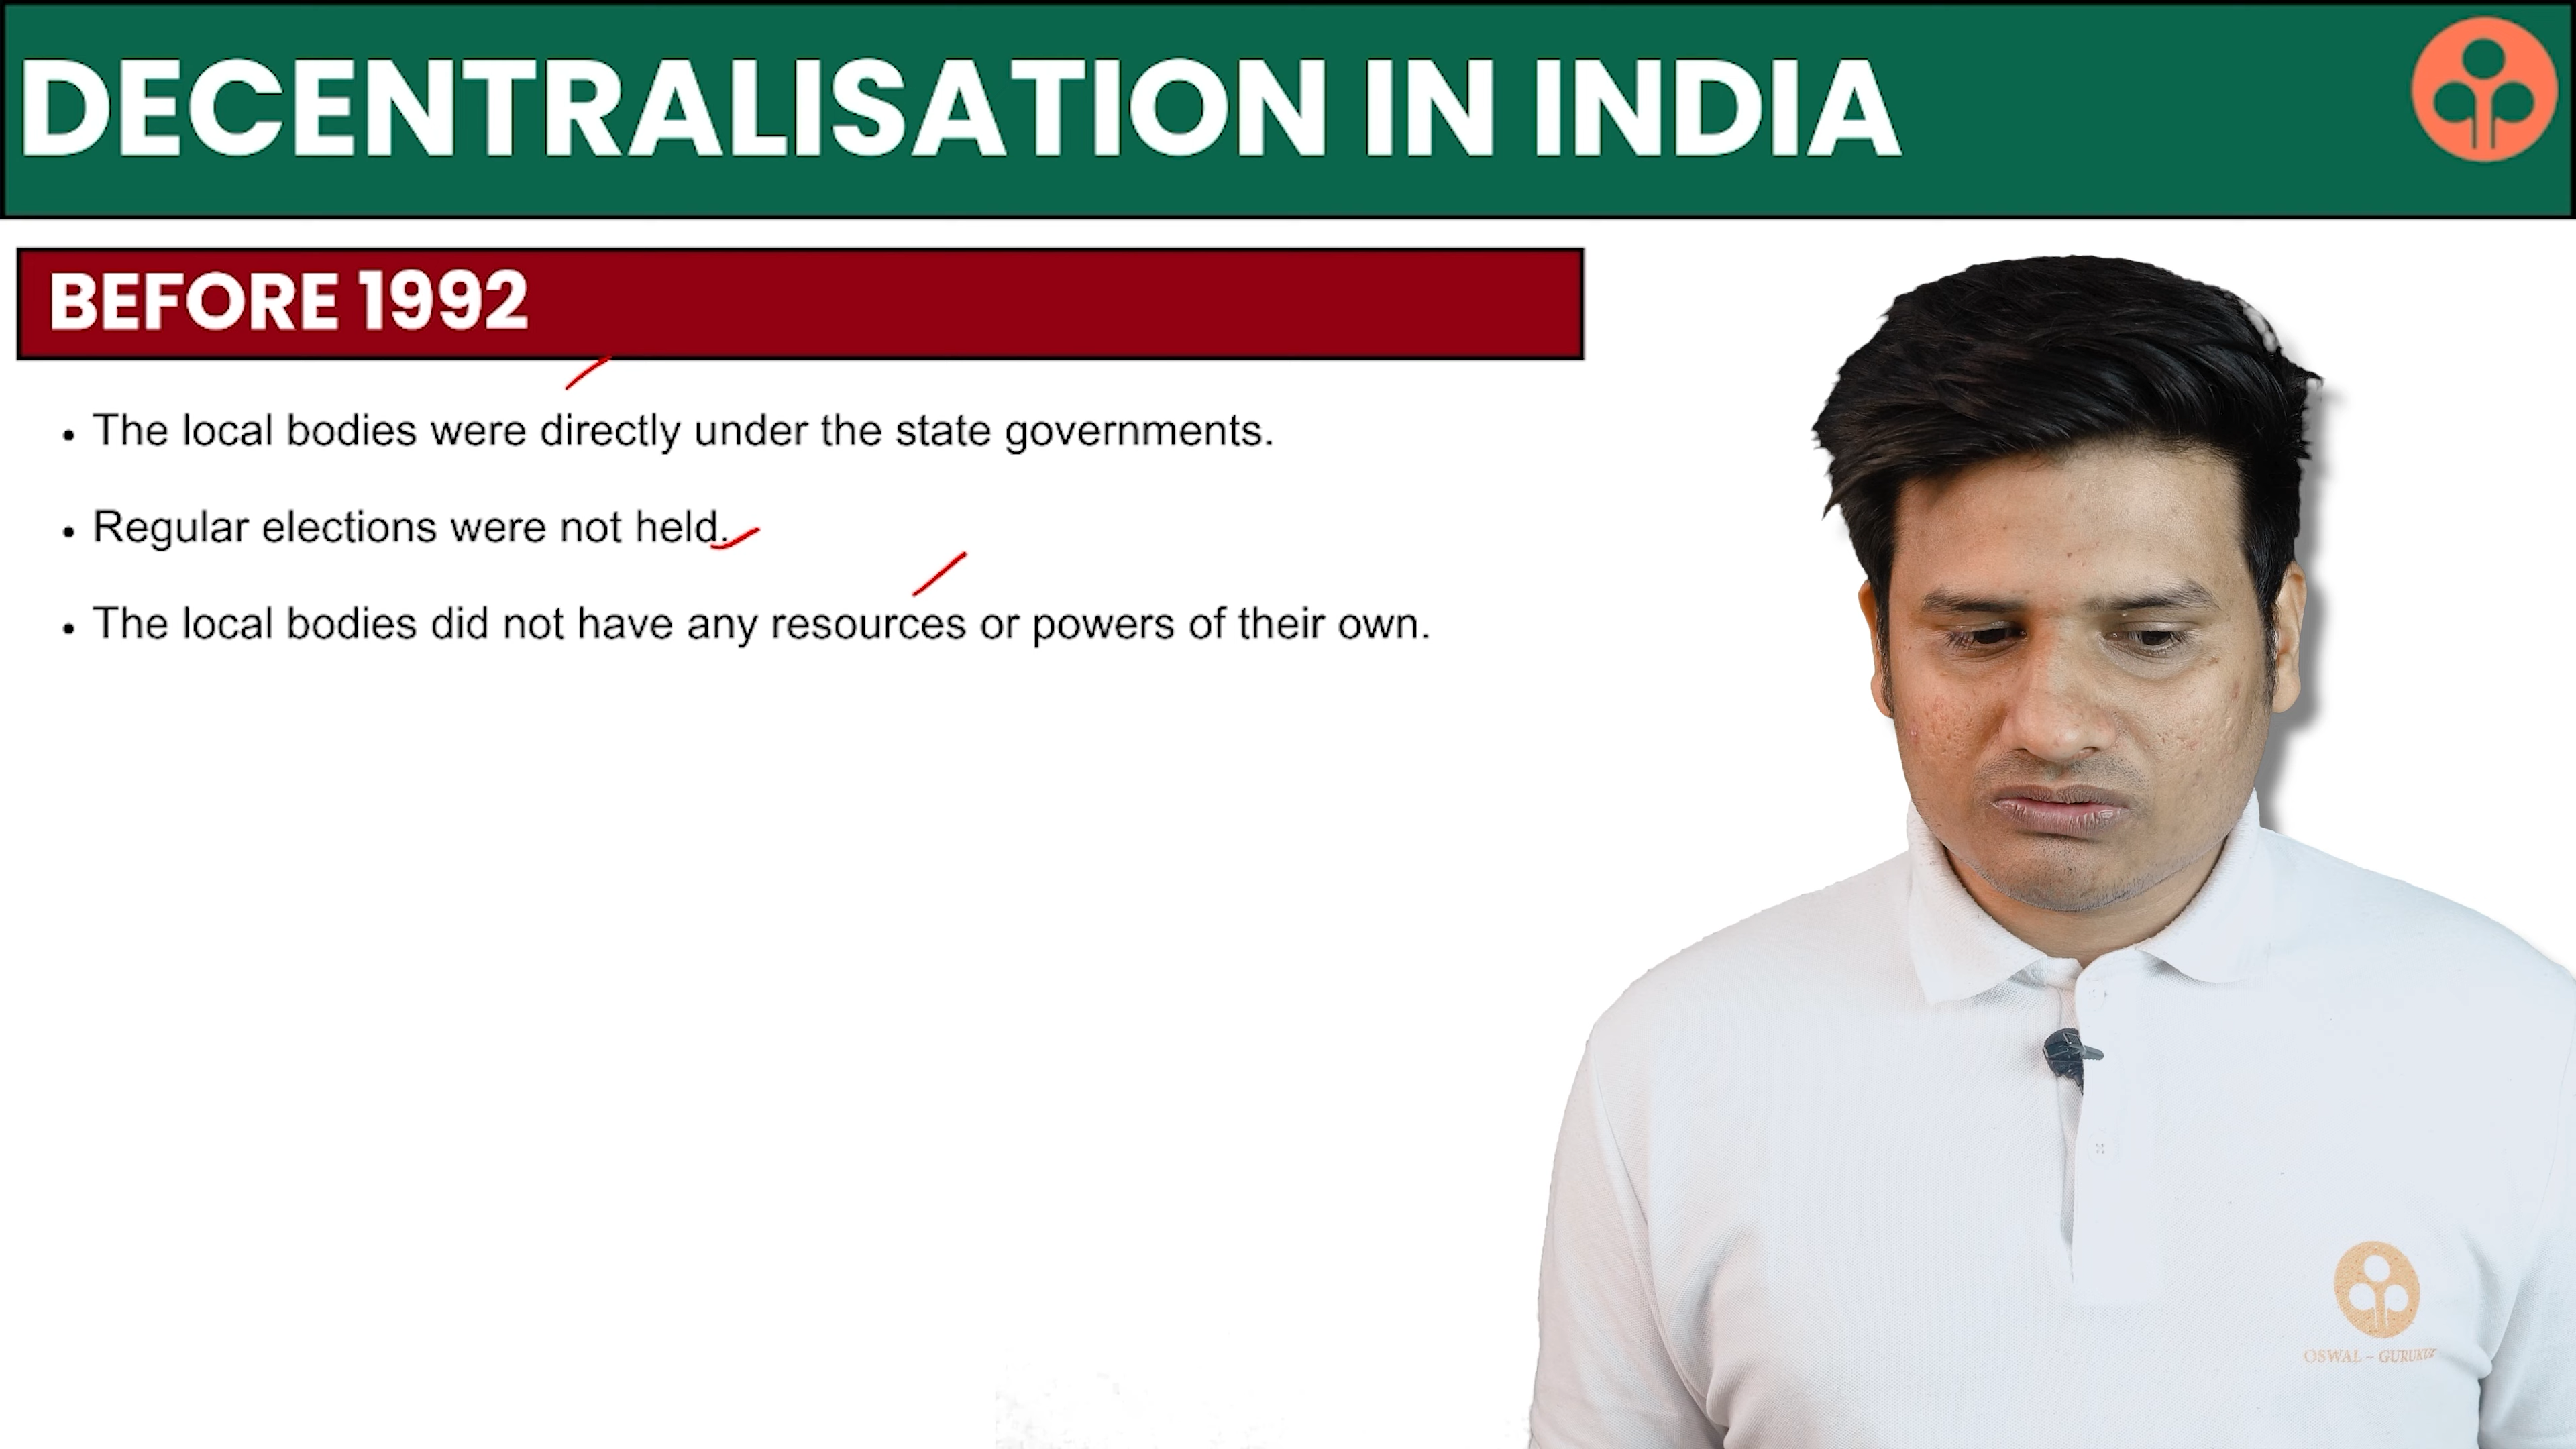 DECENTRALISATION IN INDIA
BEFORE 1992
• The local bodies were directly under the state governments.
• Regular elections were not held.
• The local bodies did not have any resources or powers of their own.
OSWAL - GURUKUL